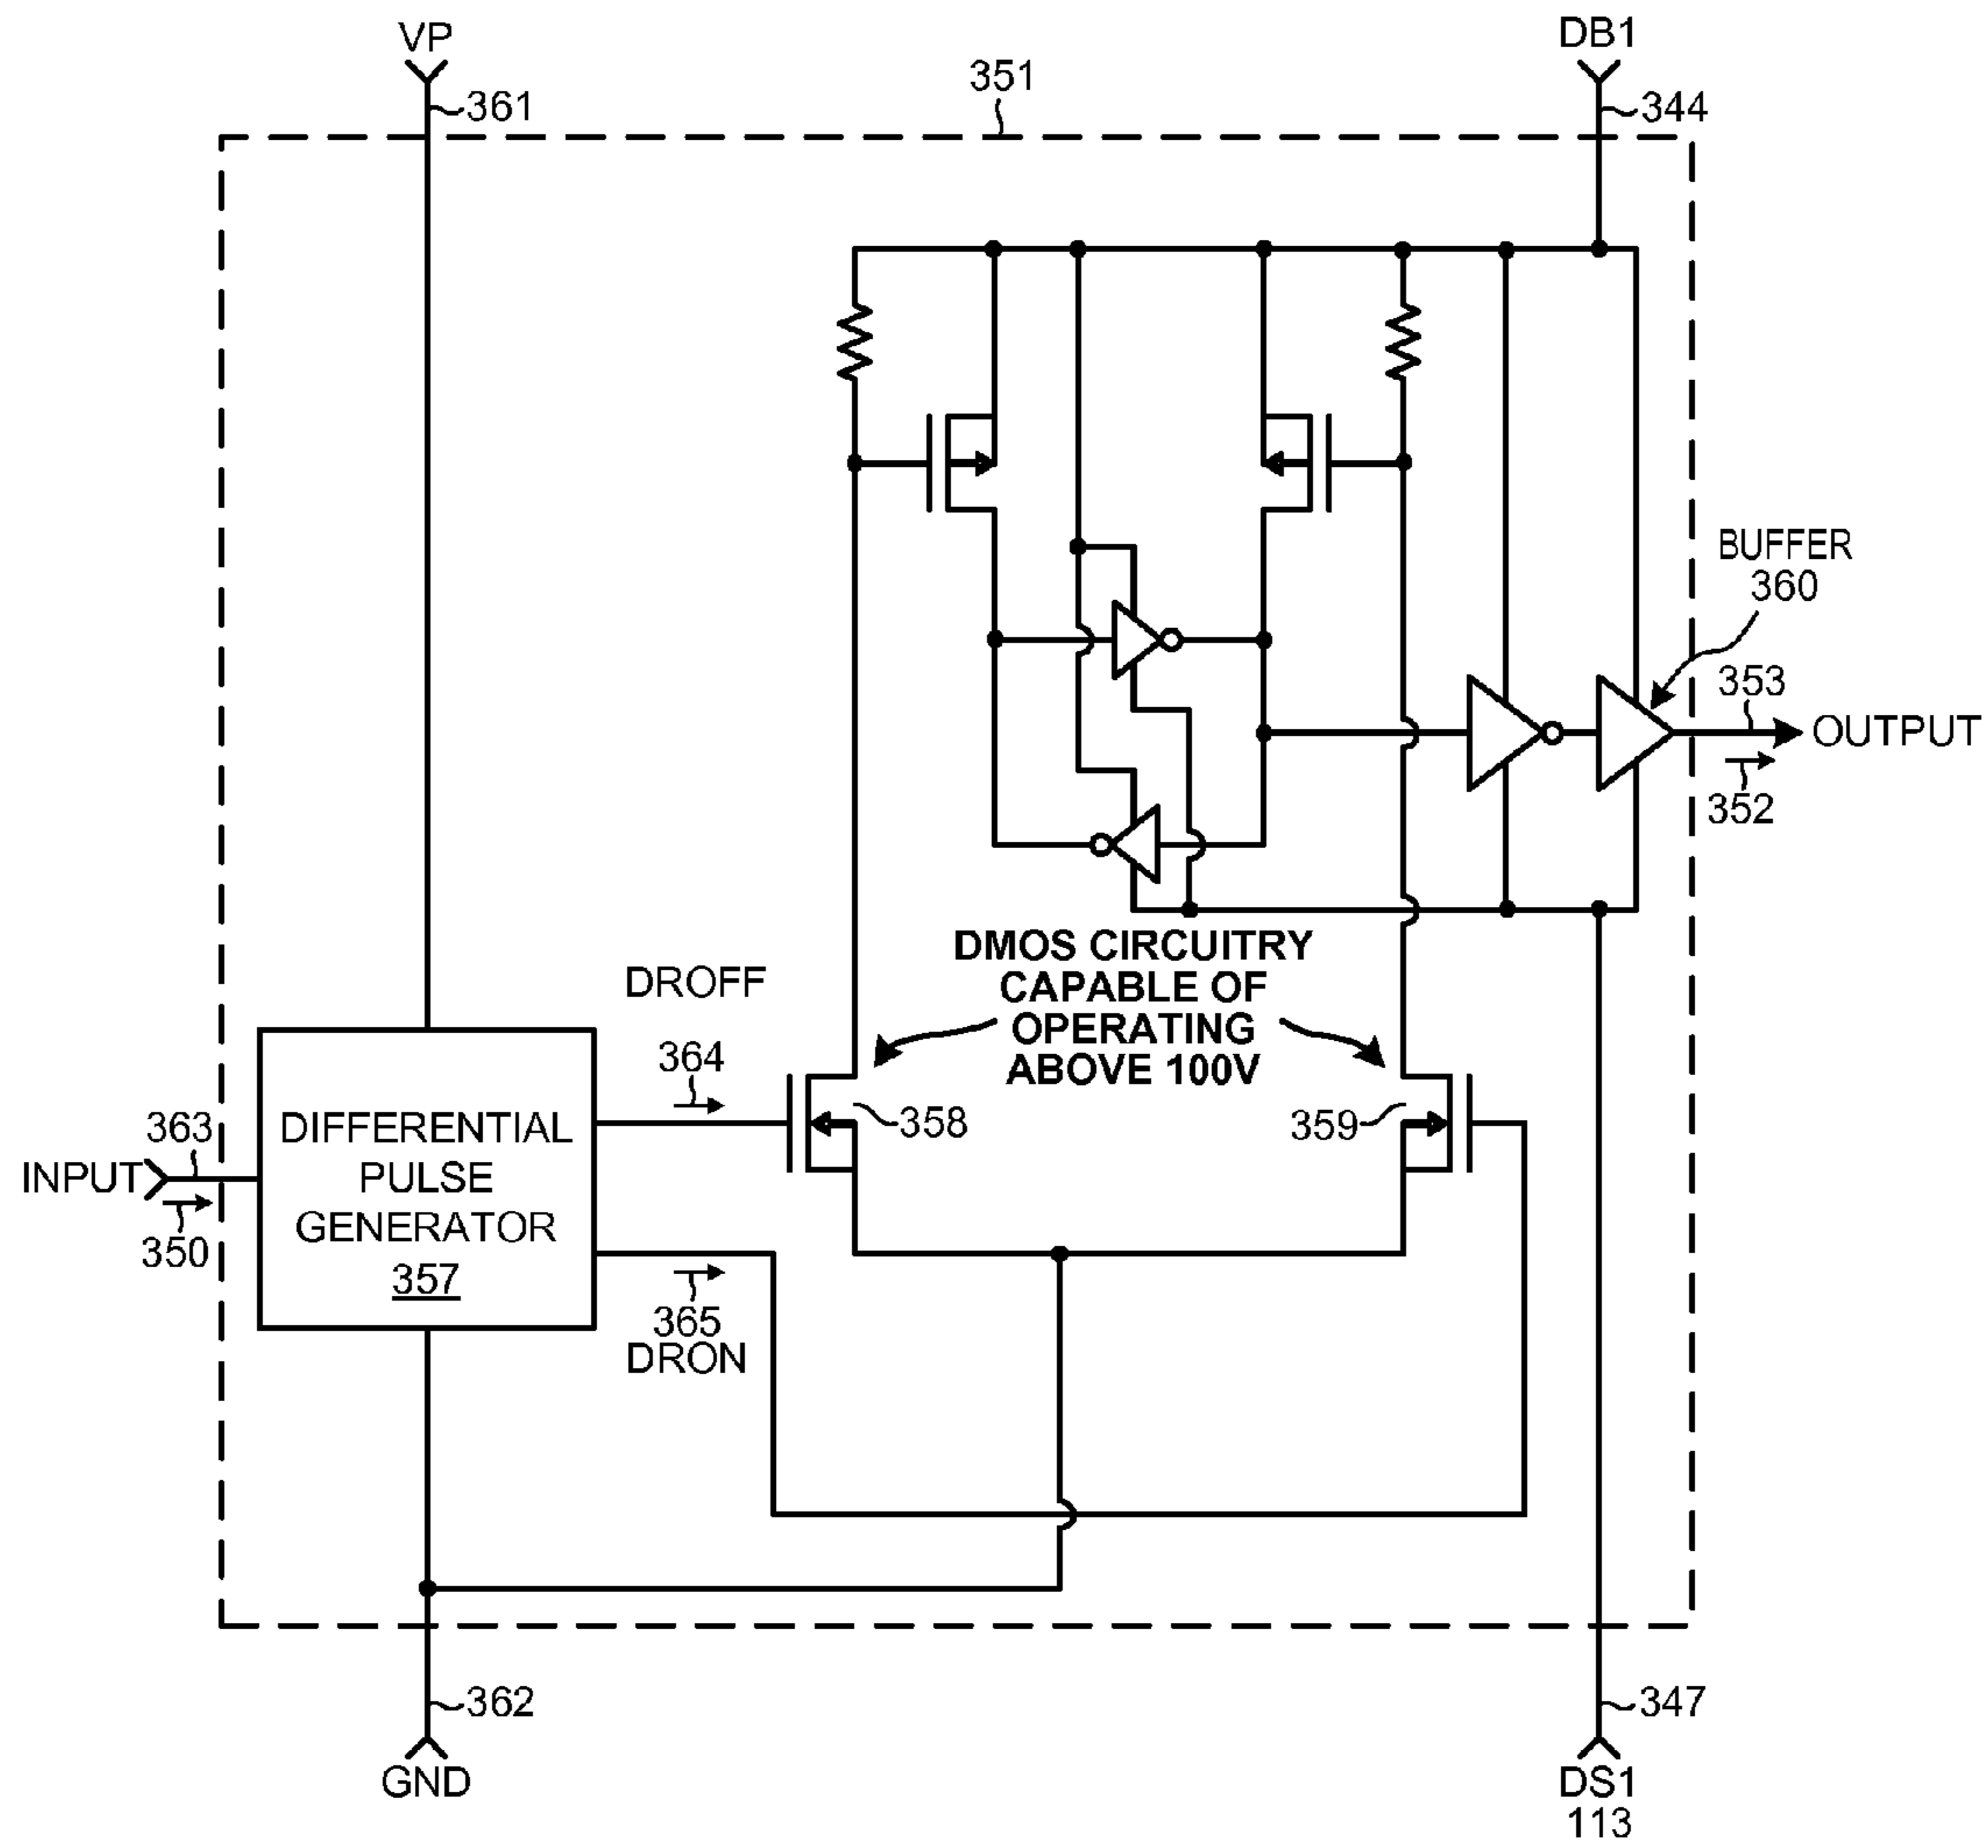 VP
DB1
351
361
344
BUFFER
360
353
OUTPUT
352
DMOS CIRCUITRY
CAPABLE OF
OPERATING
ABOVE 100V
DROFF
364
358
359
363
INPUT
350
DIFFERENTIAL
PULSE
GENERATOR
357
365
DRON
362
347
GND
DS1
113